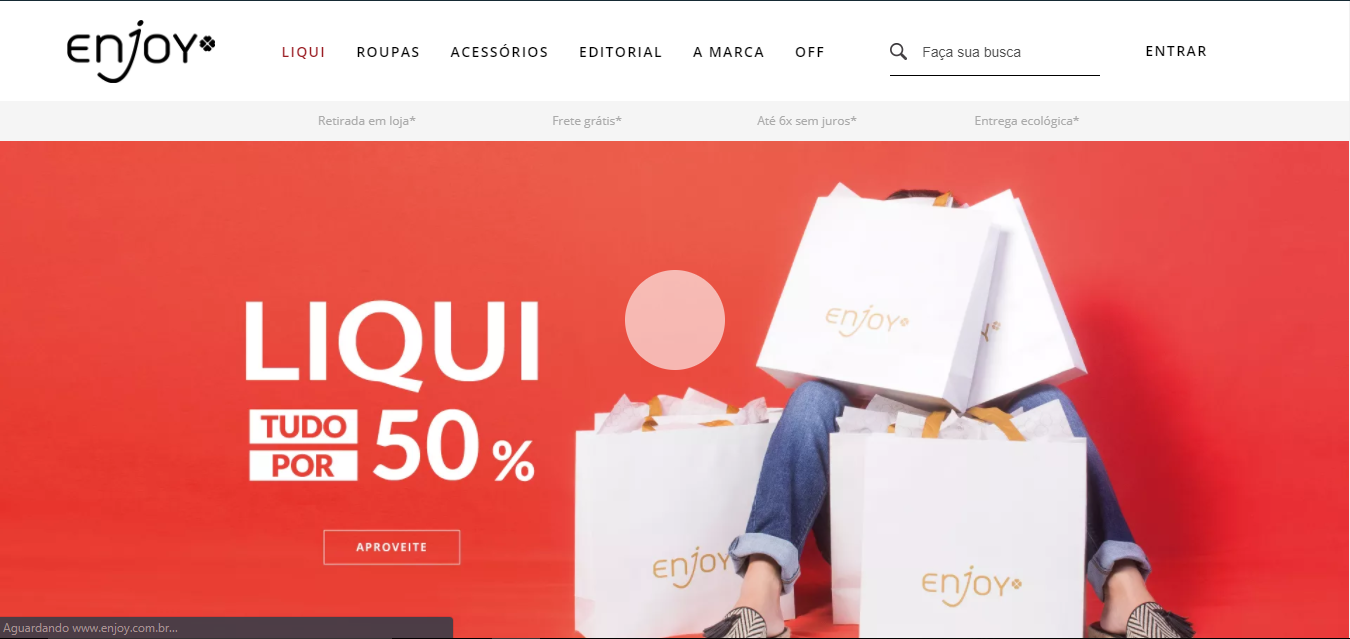 enjoy
LIQUI ROUPAS ACESSÓRIOS EDITORIAL A MARCA OFF
Faça sua busca
ENTRAR
Retirada em loja* Frete grátis* Até 6x sem juros* Entrega ecológica*
LIQUI
TUDO
POR
50 %
APROVEITE
enjoy
enjoy
enjoy
Aguardando www.enjoy.com.br...